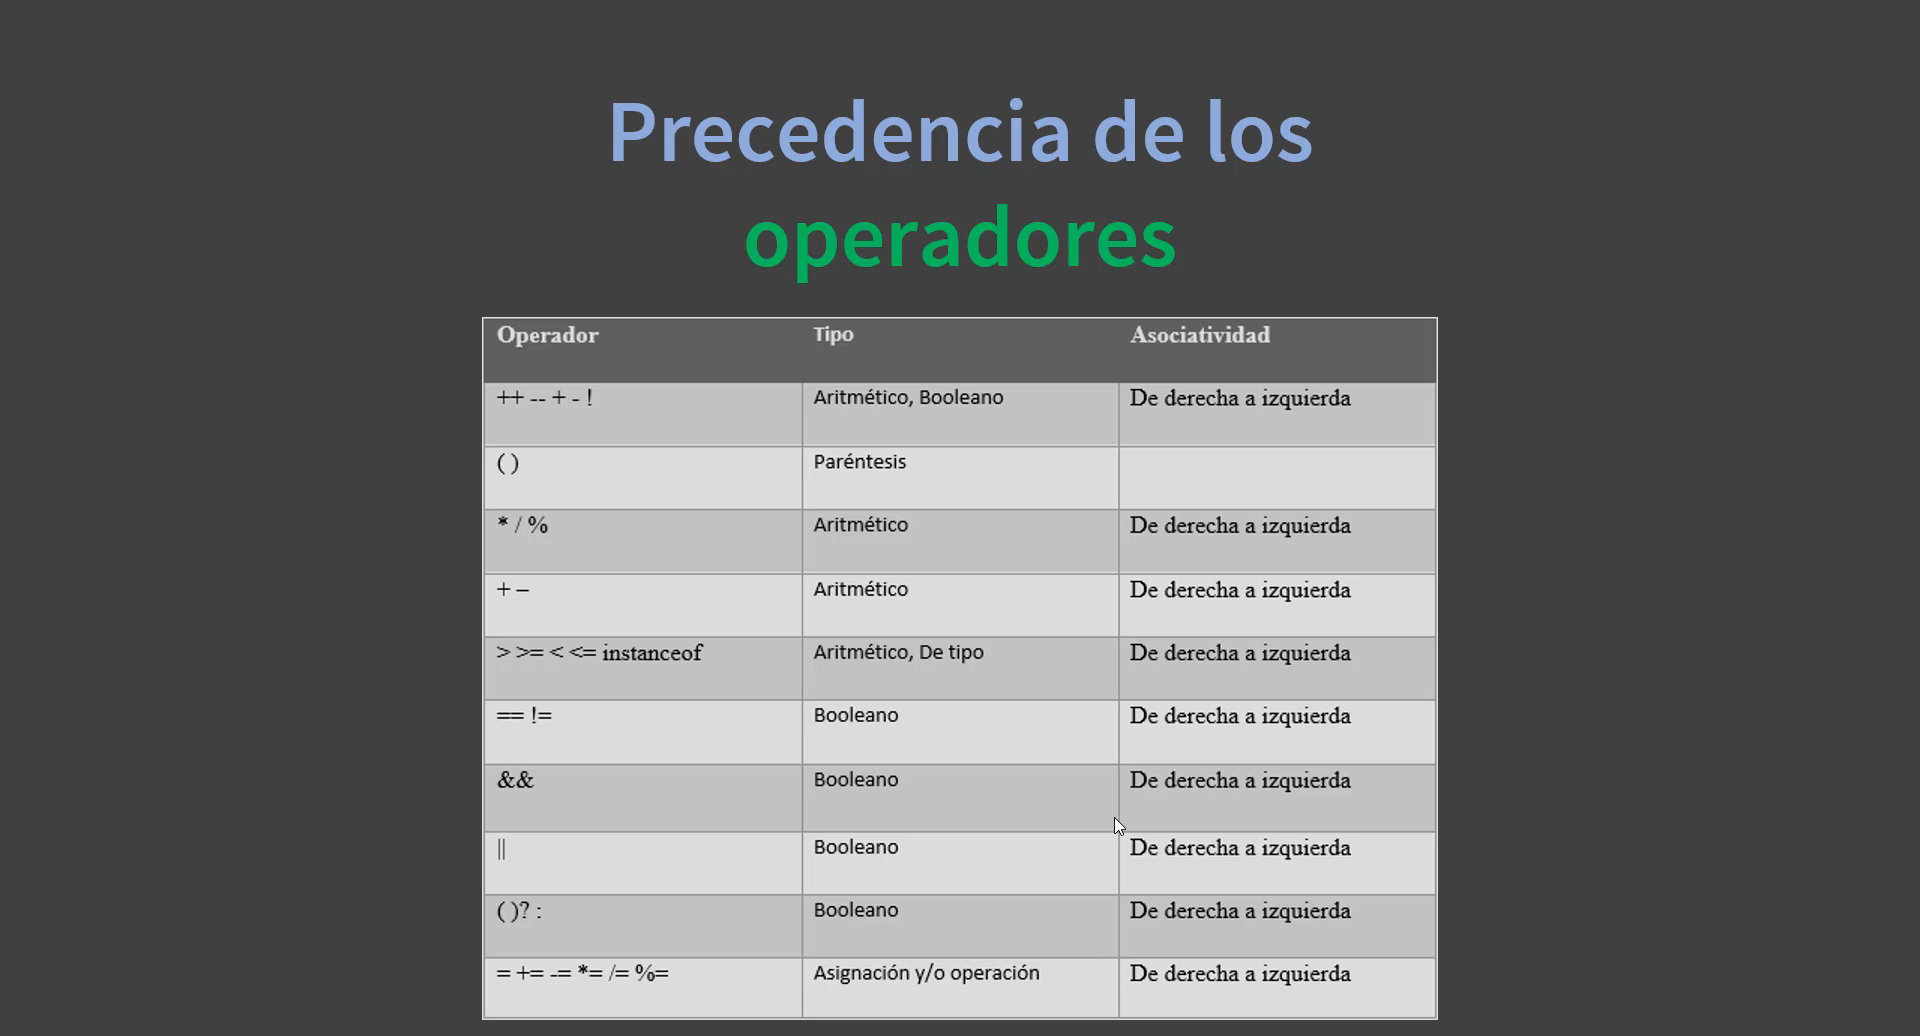 Precedencia de los
operadores
Operador Tipo Asociatividad
++ -- + - ! Aritmético, Booleano De derecha a izquierda
( ) Paréntesis
* / % Aritmético De derecha a izquierda
+ – Aritmético De derecha a izquierda
> >= < <= instanceof Aritmético, De tipo De derecha a izquierda
== != Booleano De derecha a izquierda
&& Booleano De derecha a izquierda
|| Booleano De derecha a izquierda
( )? : Booleano De derecha a izquierda
= += -= *= /= %= Asignación y/o operación De derecha a izquierda